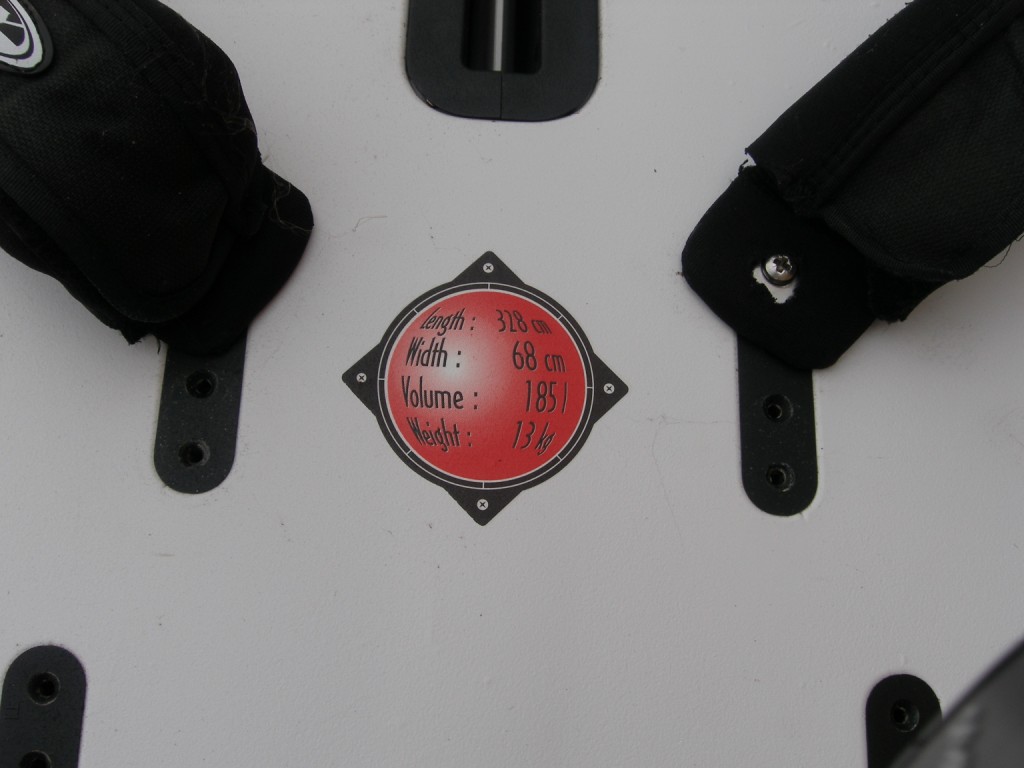 Length : 328 cm
Width : 68 cm
Volume : 185 l
Weight : 13 kg